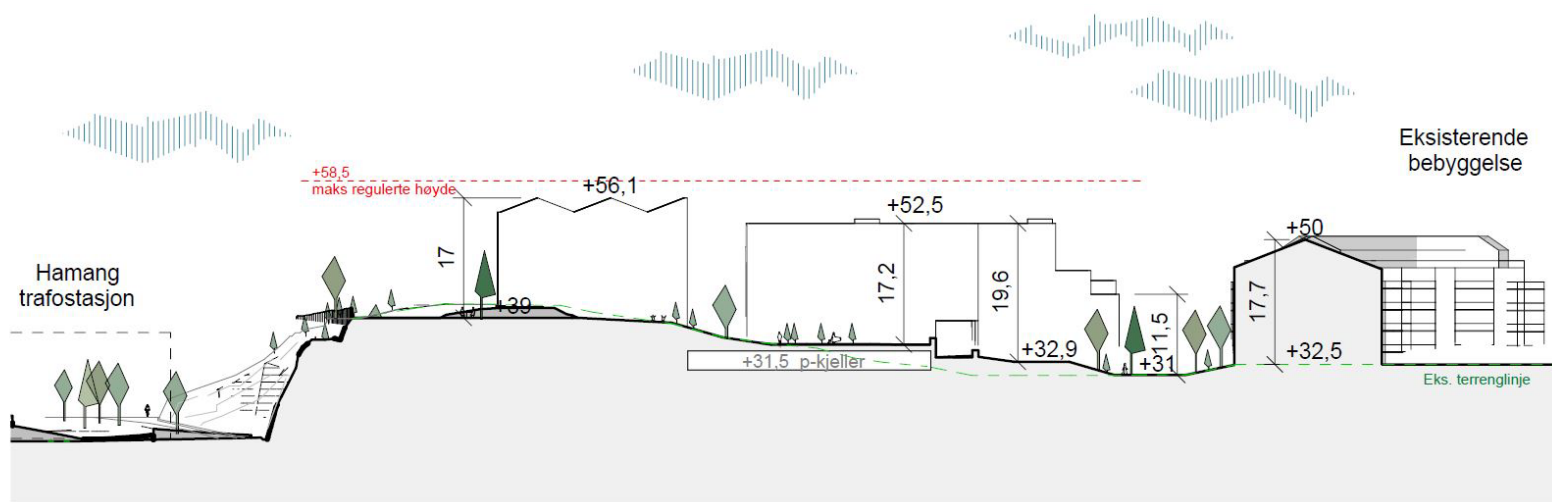 Eksisterende
bebyggelse
+58,5
maks regulerte høyde
+56,1
+52,5
+50
17
17,2
19,6
17,7
11,5
Hamang
trafostasjon
+39
+31,5 p-kjeller
+32,9
+31
+32,5
Eks. terrenglinje